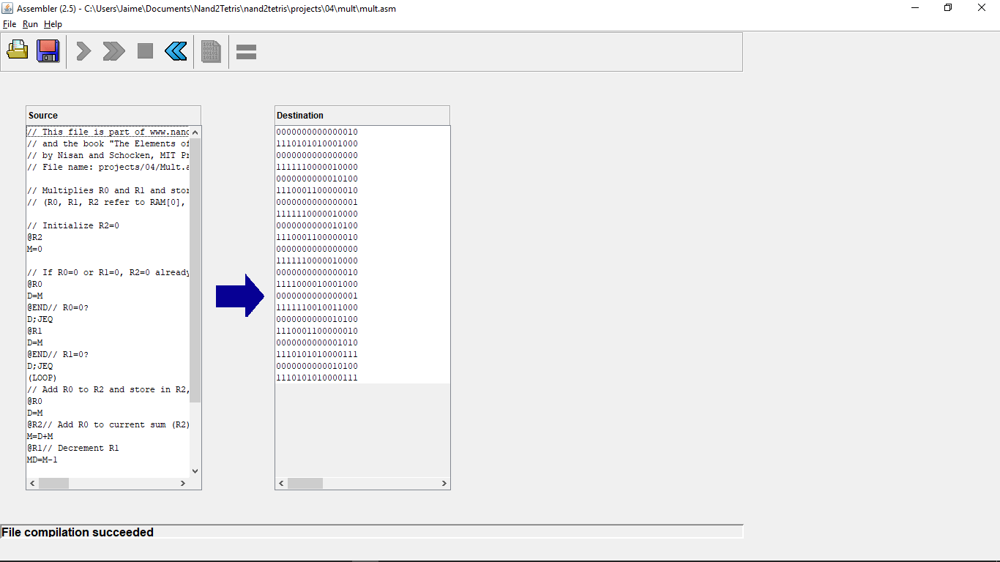 Assembler (2.5) - C:\Users\Jaime\Documents\Nand2Tetris\nand2tetris\projects\04\mult\mult.asm
File Run Help
Source
// This file is part of www.nand
// and the book "The Elements of
// by Nisan and Schocken, MIT Pr
// File name: projects/04/Mult.a
// Multiplies R0 and R1 and stor
// (R0, R1, R2 refer to RAM[0],
// Initialize R2=0
@R2
M=0
// If R0=0 or R1=0, R2=0 already
@R0
D=M
@END// R0=0?
D;JEQ
@R1
D=M
@END// R1=0?
D;JEQ
(LOOP)
// Add R0 to R2 and store in R2,
@R0
D=M
@R2// Add R0 to current sum (R2)
M=D+M
@R1// Decrement R1
MD=M-1
Destination
0000000000000010
1110101010001000
0000000000000000
1111110000010000
0000000000010100
1110001100000010
0000000000000001
1111110000010000
0000000000010100
1110001100000010
0000000000000000
1111110000010000
0000000000000010
1111000010001000
0000000000000001
1111110010011000
0000000000010100
1110001100000010
0000000000001010
1110101010000111
0000000000010100
1110101010000111
File compilation succeeded